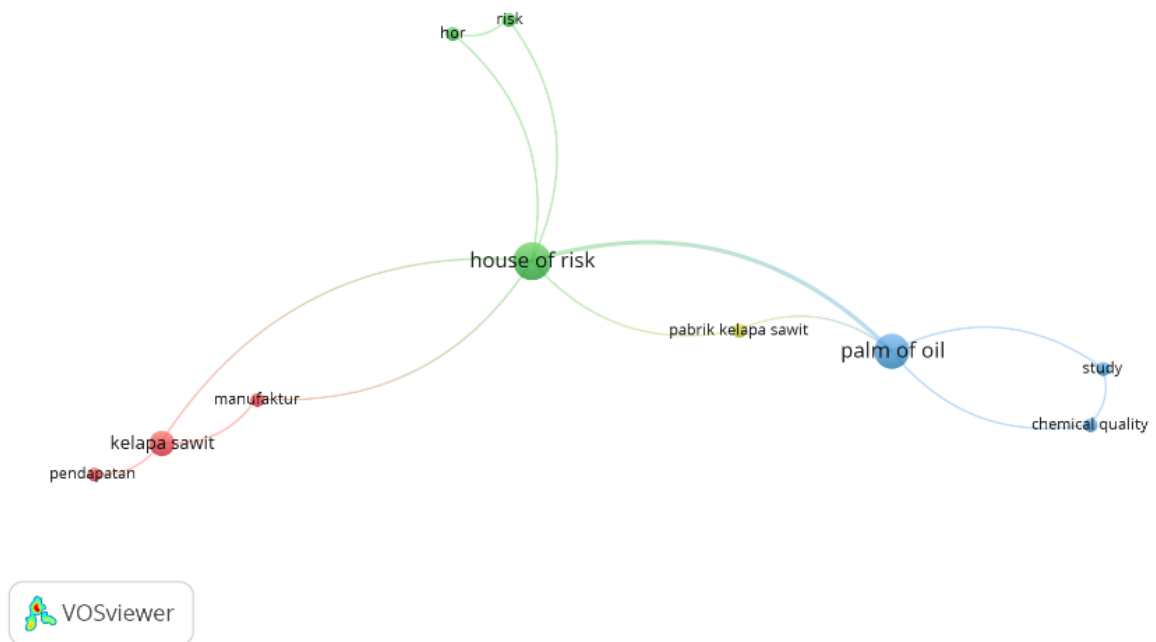 risk
hor
house of risk
pabrik kelapa sawit
palm of oil
study
manufaktur
chemical quality
kelapa sawit
pendapatan
VOSviewer